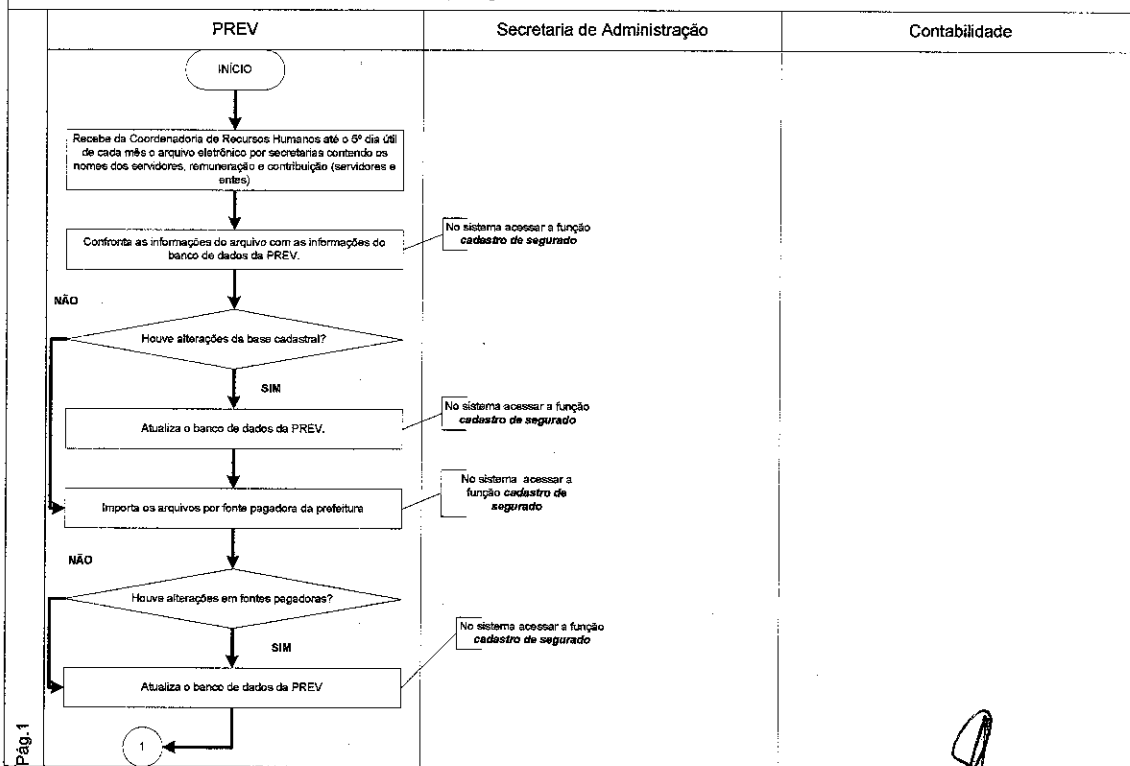 PREV
Secretaria de Administração
Contabilidade
INÍCIO
Recebe da Coordenadoria de Recursos Humanos até o 5º dia útil
de cada mês o arquivo eletrônico por secretarias contendo os
nomes dos servidores, remuneração e contribuição (servidores e
entes)
No sistema acessar a função
cadastro de segurado
Confronta as informações do arquivo com as informações do
banco de dados da PREV.
NÃO
Houve alterações da base cadastral?
SIM
No sistema acessar a função
cadastro de segurado
Atualiza o banco de dados da PREV.
No sistema acessar a
função cadastro de
segurado
Importa os arquivos por fonte pagadora da prefeitura
NÃO
Houve alterações em fontes pagadoras?
SIM
No sistema acessar a função
cadastro de segurado
Atualiza o banco de dados da PREV
1
Pág.1